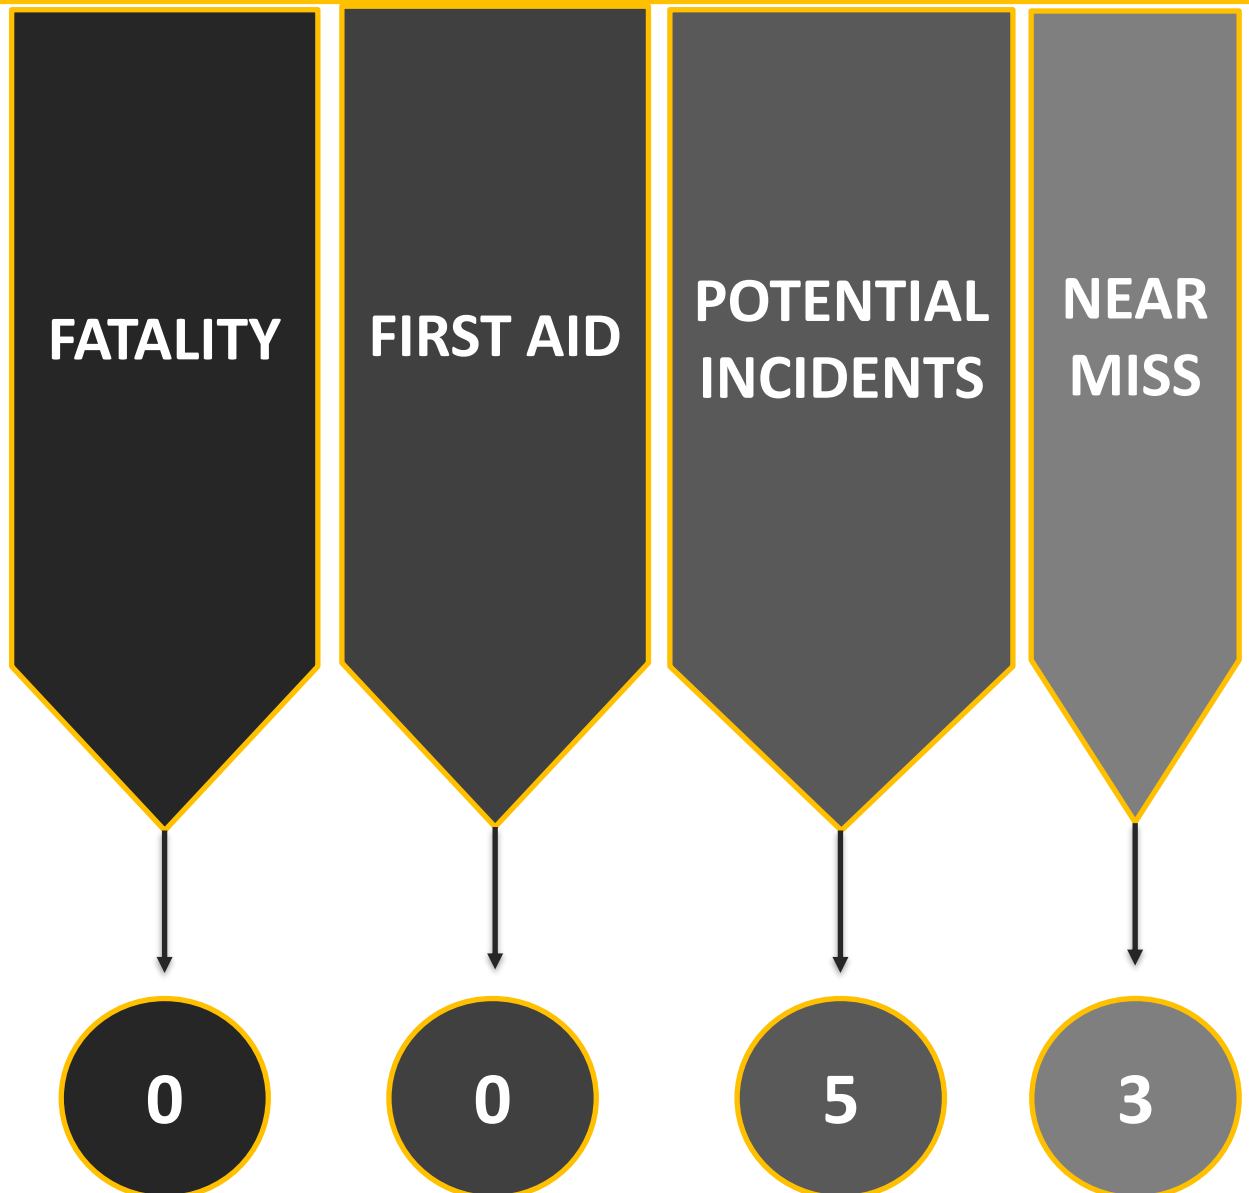 FATALITY
FIRST AID
POTENTIAL
INCIDENTS
NEAR
MISS
0
0
5
3